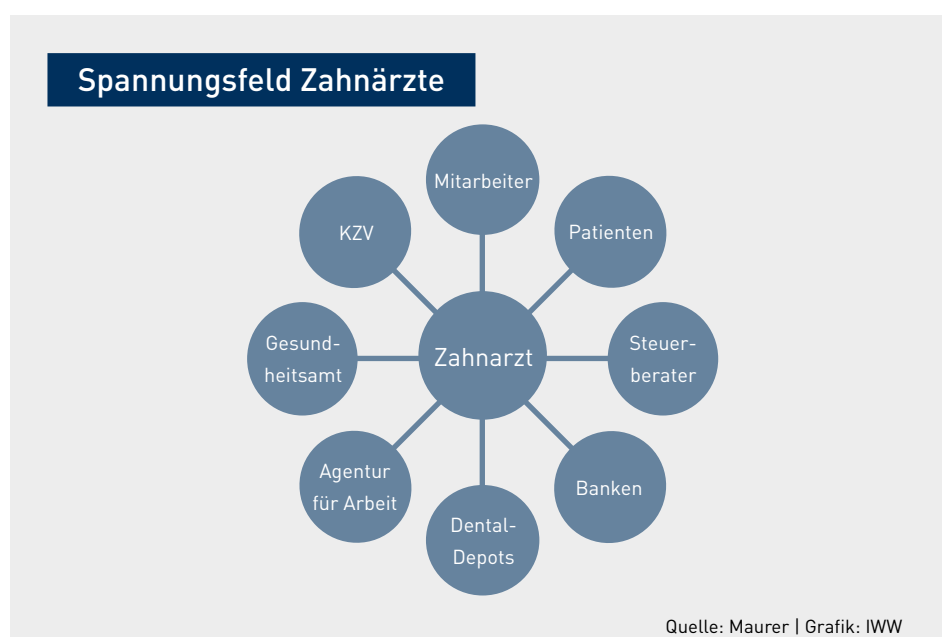 Spannungsfeld Zahnärzte
Mitarbeiter
KZV
Patienten
Gesund-
heitsamt
Zahnarzt
Steuer-
berater
Agentur
für Arbeit
Banken
Dental-
Depots
Quelle: Maurer | Grafik: IWW